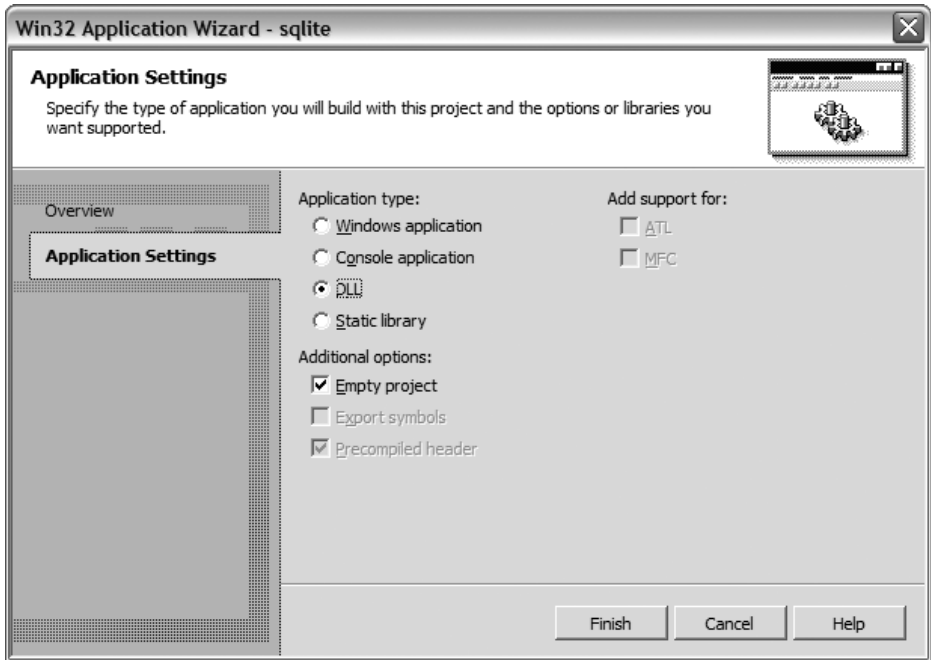 Win32 Application Wizard - sqlite
Application Settings
Specify the type of application you will build with this project and the options or libraries you
want supported.
Overview
Application Settings
Application type:
Windows application
Console application
DLL
Static library
Additional options:
Empty project
Export symbols
Precompiled header
Add support for:
ATL
MFC
Finish
Cancel
Help